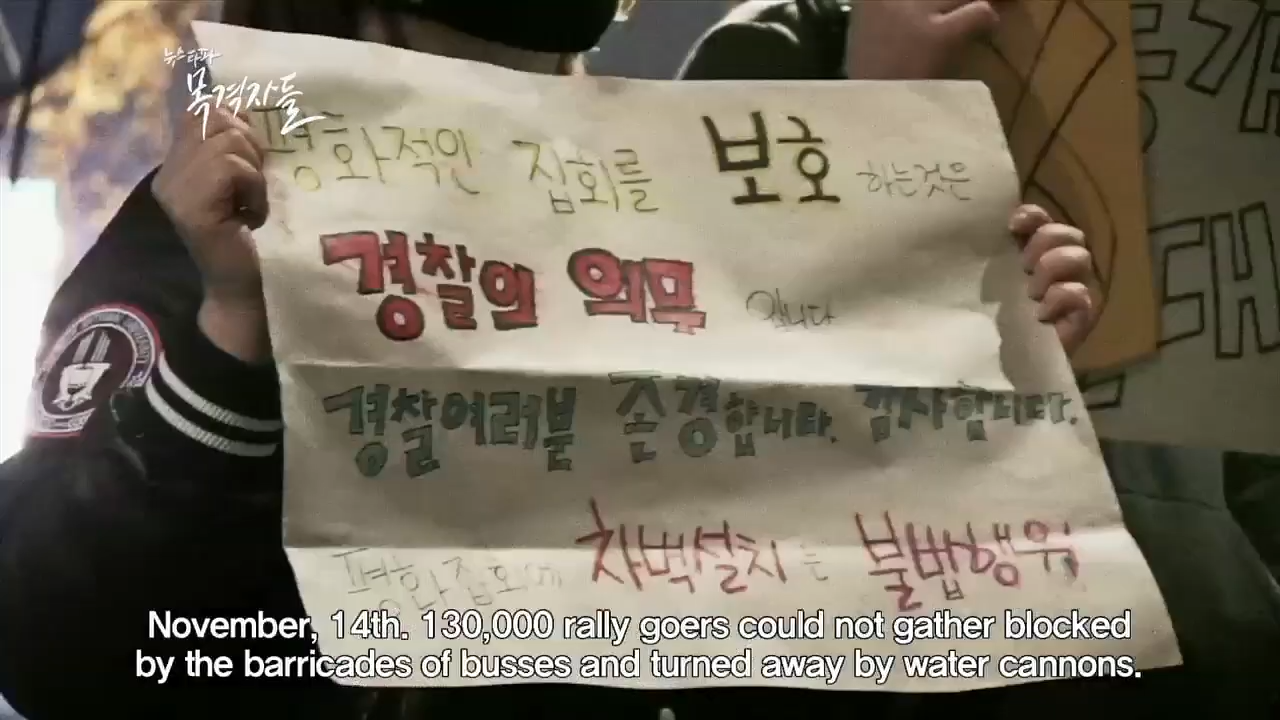 뉴스타파
목격자들
평화적인 집회를 보호 하는것은
경찰의 의무 입니다
경찰여러분 존경합니다. 감사합니다.
평화집회에 차벽설치는 불법행위
November, 14th. 130,000 rally goers could not gather blocked
by the barricades of busses and turned away by water cannons.